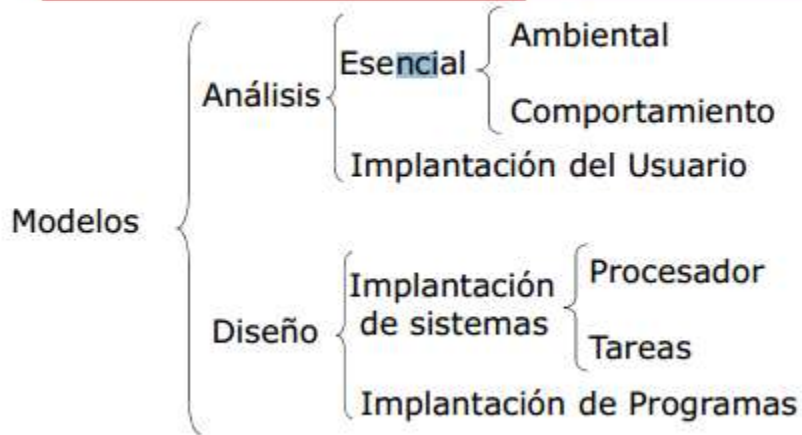 Modelos
Análisis
Esencial
Ambiental
Comportamiento
Implantación del Usuario
Diseño
Implantación
de sistemas
Procesador
Tareas
Implantación de Programas